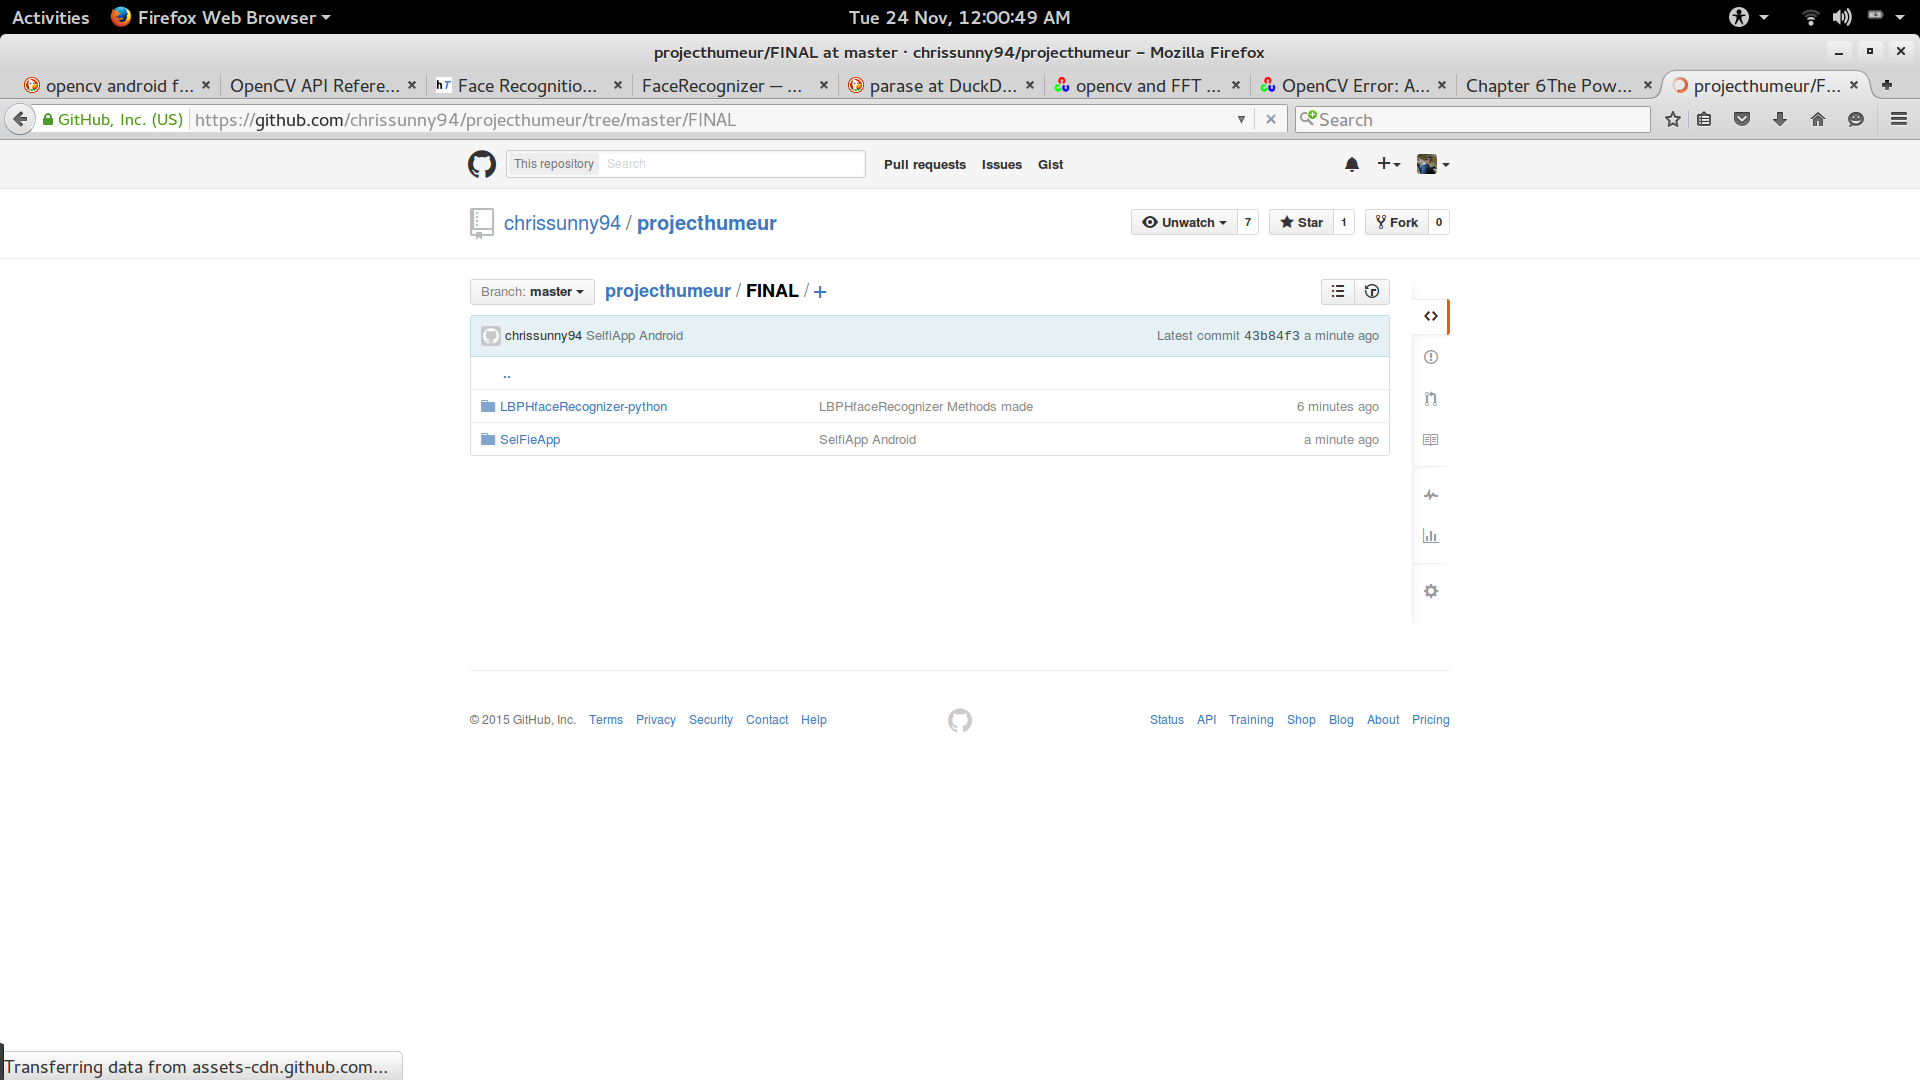 Activities Firefox Web Browser Tue 24 Nov, 12:00:49 AM
projecthumeur/FINAL at master · chrissunny94/projecthumeur – Mozilla Firefox
opencv android f... OpenCV API Refere... hT Face Recognitio... FaceRecognizer — ... parase at DuckD... opencv and FFT ... OpenCV Error: A... Chapter 6The Pow... projecthumeur/F...
GitHub, Inc. (US) https://github.com/chrissunny94/projecthumeur/tree/master/FINAL Search
This repository Search Pull requests Issues Gist
chrissunny94 / projecthumeur Unwatch 7 Star 1 Fork 0
Branch: master projecthumeur / FINAL / +
chrissunny94 SelfiApp Android Latest commit 43b84f3 a minute ago
..
LBPHfaceRecognizer-python LBPHfaceRecognizer Methods made 6 minutes ago
SelFieApp SelfiApp Android a minute ago
© 2015 GitHub, Inc. Terms Privacy Security Contact Help Status API Training Shop Blog About Pricing
Transferring data from assets-cdn.github.com...